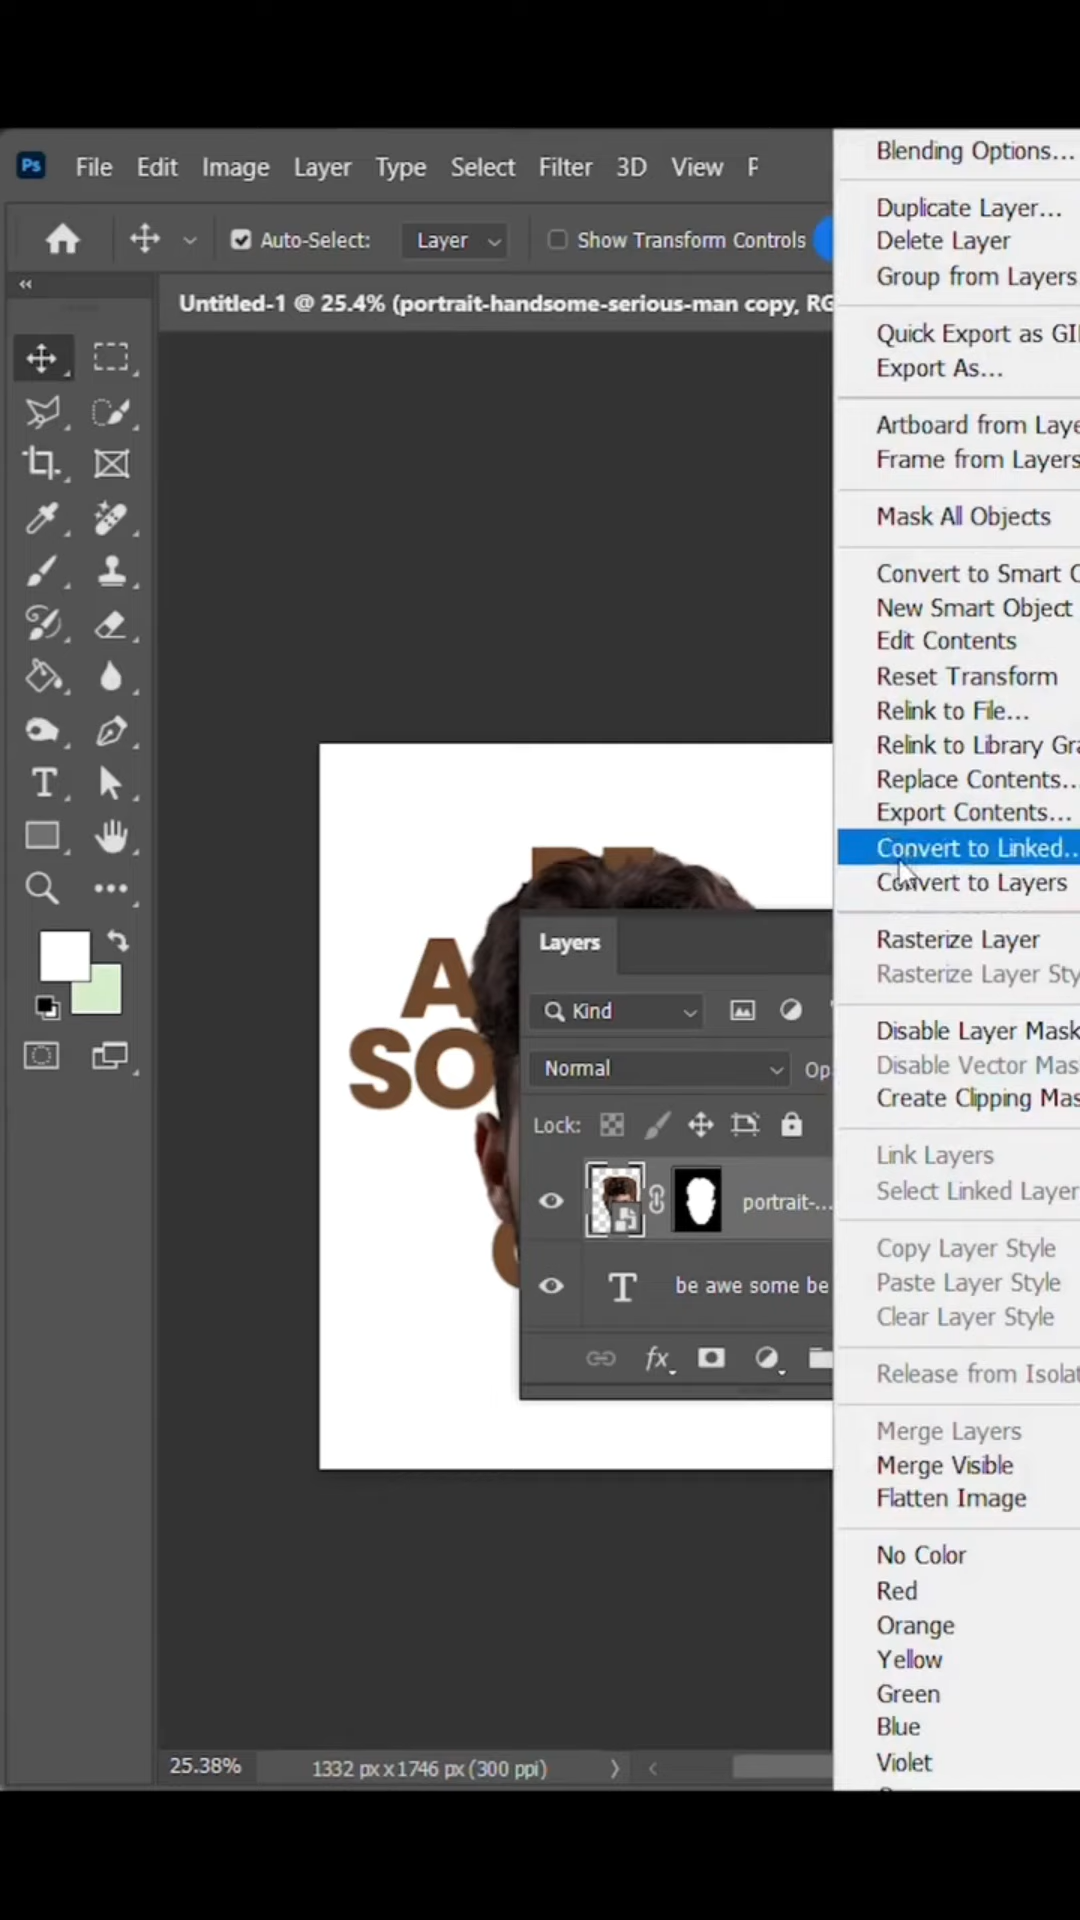 Ps File Edit Image Layer Type Select Filter 3D View
Auto-Select: Layer Show Transform Controls
Untitled-1 @ 25.4% (portrait-handsome-serious-man copy, RG
A
SO
Layers
Kind
Normal Op
Lock:
portrait-...
T be awe some be
fx
25.38% 1332 px x 1746 px (300 ppi)
Blending Options...
Duplicate Layer...
Delete Layer
Group from Layers
Quick Export as GI
Export As...
Artboard from Laye
Frame from Layers
Mask All Objects
Convert to Smart
New Smart Object
Edit Contents
Reset Transform
Relink to File...
Relink to Library Gra
Replace Contents...
Export Contents...
Convert to Linked...
Convert to Layers
Rasterize Layer
Rasterize Layer Sty
Disable Layer Mask
Disable Vector Mas
Create Clipping Mas
Link Layers
Select Linked Layer
Copy Layer Style
Paste Layer Style
Clear Layer Style
Release from Isolat
Merge Layers
Merge Visible
Flatten Image
No Color
Red
Orange
Yellow
Green
Blue
Violet